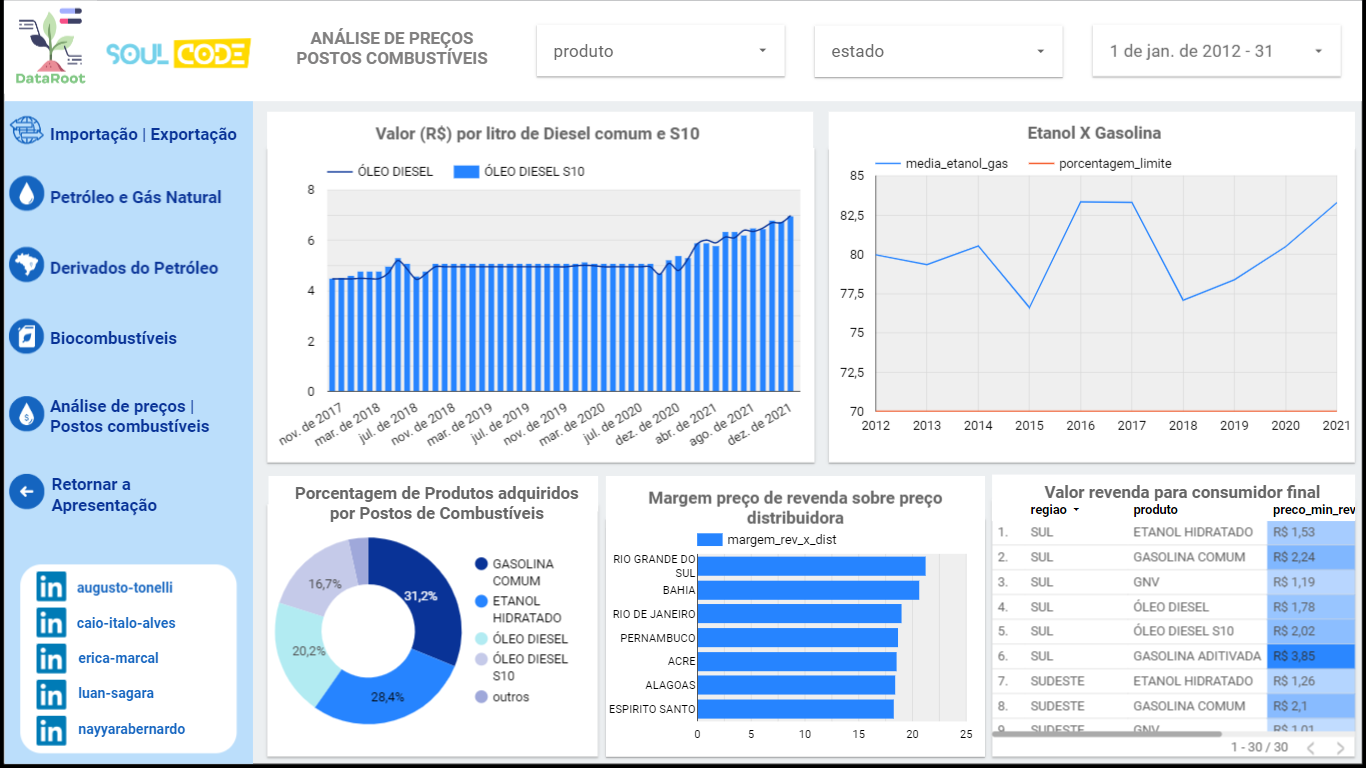 DataRoot
SOUL CODE
ANÁLISE DE PREÇOS
POSTOS COMBUSTÍVEIS
produto
estado
1 de jan. de 2012 - 31
Importação | Exportação
Petróleo e Gás Natural
Derivados do Petróleo
Biocombustíveis
Análise de preços |
Postos combustíveis
Retornar a
Apresentação
augusto-tonelli
caio-italo-alves
erica-marcal
luan-sagara
nayyarabernardo
Valor (R$) por litro de Diesel comum e S10
ÓLEO DIESEL ÓLEO DIESEL S10
8
6
4
2
0
nov. de 2017 mar. de 2018 jul. de 2018 nov. de 2018 mar. de 2019 jul. de 2019 nov. de 2019 mar. de 2020 jul. de 2020 dez. de 2020 abr. de 2021 ago. de 2021 dez. de 2021
Etanol X Gasolina
media_etanol_gas porcentagem_limite
85
82,5
80
77,5
75
72,5
70
2012 2013 2014 2015 2016 2017 2018 2019 2020 2021
Porcentagem de Produtos adquiridos
por Postos de Combustíveis
31,2%
28,4%
20,2%
16,7%
GASOLINA
COMUM
ETANOL
HIDRATADO
ÓLEO DIESEL
ÓLEO DIESEL
S10
outros
Margem preço de revenda sobre preço
distribuidora
margem_rev_x_dist
RIO GRANDE DO
SUL
BAHIA
RIO DE JANEIRO
PERNAMBUCO
ACRE
ALAGOAS
ESPIRITO SANTO
0 5 10 15 20 25
Valor revenda para consumidor final
regiao produto preco_min_rev
1. SUL ETANOL HIDRATADO R$ 1,53
2. SUL GASOLINA COMUM R$ 2,24
3. SUL GNV R$ 1,19
4. SUL ÓLEO DIESEL R$ 1,78
5. SUL ÓLEO DIESEL S10 R$ 2,02
6. SUL GASOLINA ADITIVADA R$ 3,85
7. SUDESTE ETANOL HIDRATADO R$ 1,26
8. SUDESTE GASOLINA COMUM R$ 2,1
9. SUDESTE GNV R$ 1,01
1 - 30 / 30